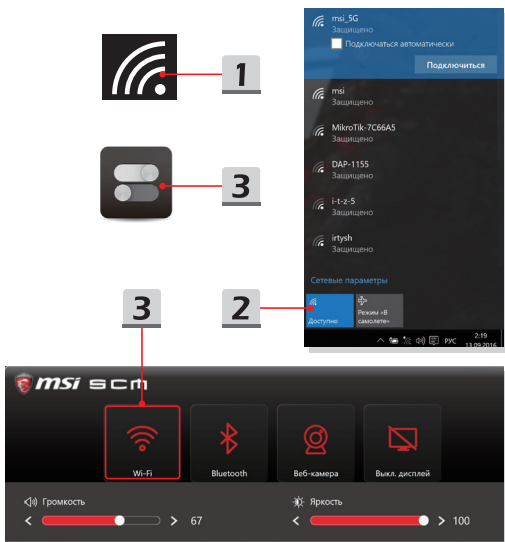 1
3
3
2
msi_5G
Защищено
Подключаться автоматически
Подключиться
msi
Защищено
MikroTik-7C66A5
Защищено
DAP-1155
Защищено
i-t-z-5
Защищено
irtysh
Защищено
Сетевые параметры
Доступно
Режим «В
самолете»
РУС
2:19
13.09.2016
msi SCM
Wi-Fi
Bluetooth
Веб-камера
Выкл. дисплей
Громкость
67
Яркость
100